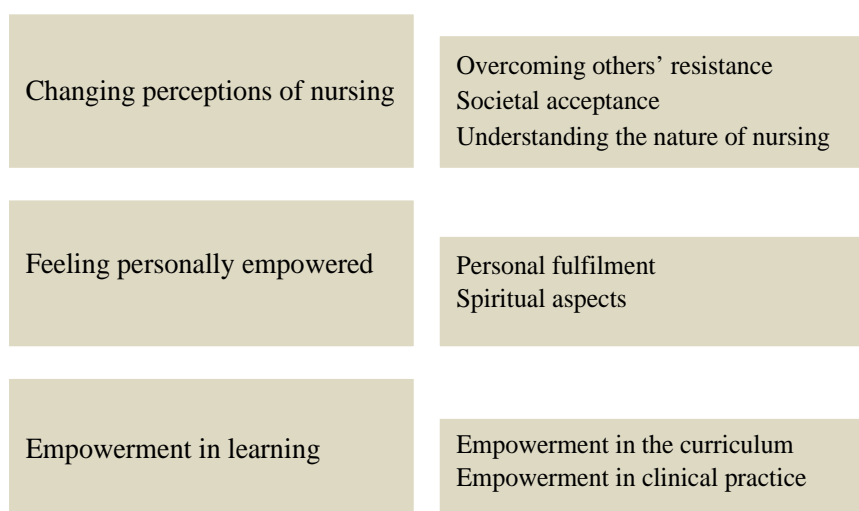 Changing perceptions of nursing
Overcoming others’ resistance
Societal acceptance
Understanding the nature of nursing
Feeling personally empowered
Personal fulfilment
Spiritual aspects
Empowerment in learning
Empowerment in the curriculum
Empowerment in clinical practice